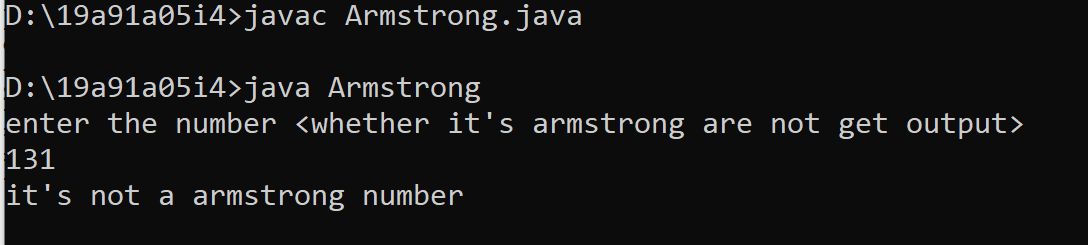 D:\19a91a05i4>javac Armstrong.java
D:\19a91a05i4>java Armstrong
enter the number <whether it's armstrong are not get output>
131
it's not a armstrong number